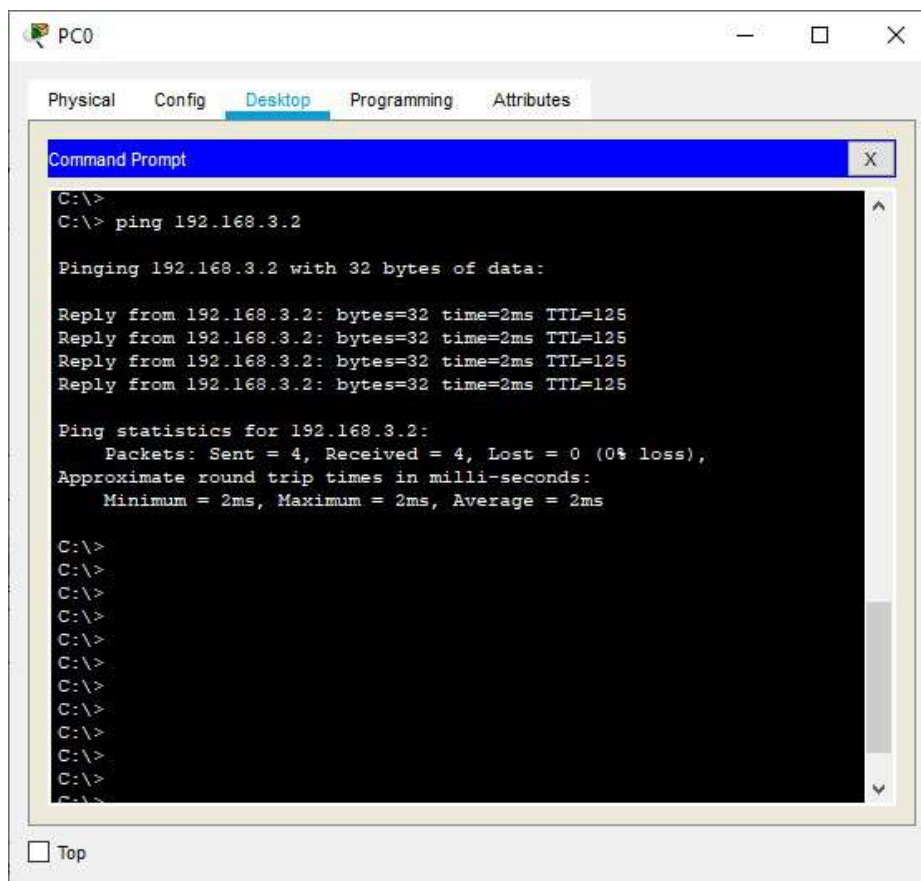 PC0
Physical Config Desktop Programming Attributes
Command Prompt X
C:\>
C:\> ping 192.168.3.2
Pinging 192.168.3.2 with 32 bytes of data:
Reply from 192.168.3.2: bytes=32 time=2ms TTL=125
Reply from 192.168.3.2: bytes=32 time=2ms TTL=125
Reply from 192.168.3.2: bytes=32 time=2ms TTL=125
Reply from 192.168.3.2: bytes=32 time=2ms TTL=125
Ping statistics for 192.168.3.2:
Packets: Sent = 4, Received = 4, Lost = 0 (0% loss),
Approximate round trip times in milli-seconds:
Minimum = 2ms, Maximum = 2ms, Average = 2ms
C:\>
C:\>
C:\>
C:\>
C:\>
C:\>
C:\>
C:\>
C:\>
C:\>
C:\>
C:\>
Top